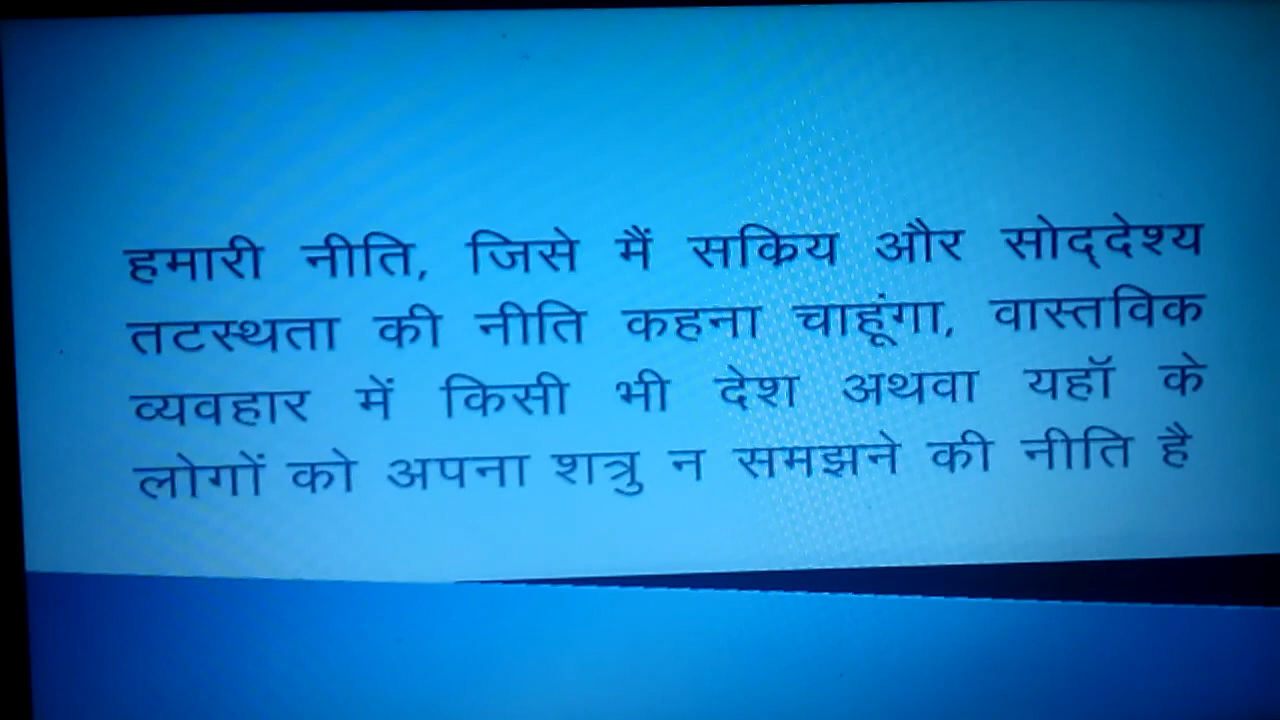 हमारी नीति, जिसे मैं सक्रिय और सोद्देश्य
तटस्थता की नीति कहना चाहूंगा, वास्तविक
व्यवहार में किसी भी देश अथवा यहॉ के
लोगों को अपना शत्रु न समझने की नीति है